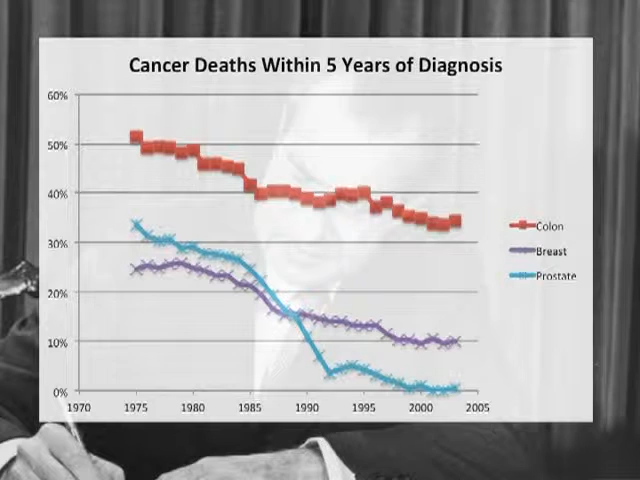 Cancer Deaths Within 5 Years of Diagnosis
60%
50%
40%
30%
20%
10%
0%
1970 1975 1980 1985 1990 1995 2000 2005
Colon
Breast
Prostate